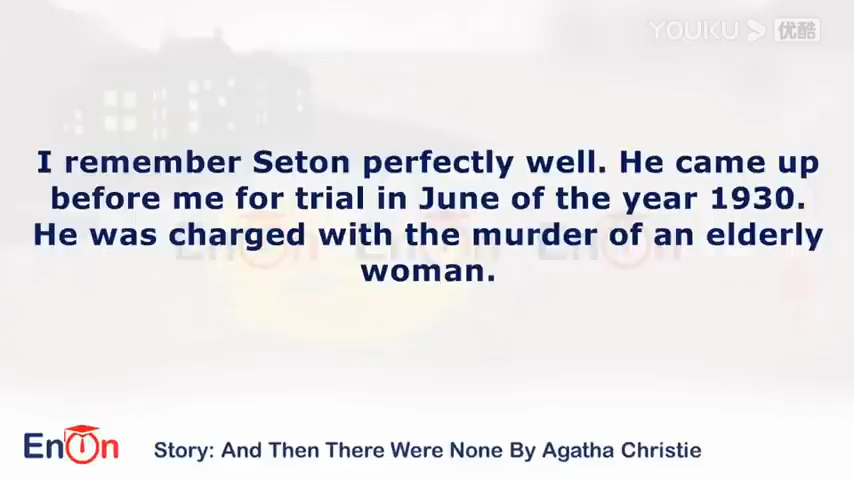 YOUKU 优酷
I remember Seton perfectly well. He came up
before me for trial in June of the year 1930.
He was charged with the murder of an elderly
woman.
EnOn
Story: And Then There Were None By Agatha Christie